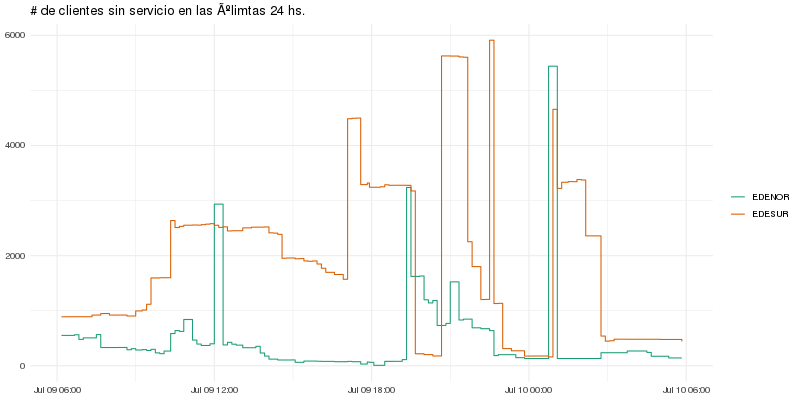 # de clientes sin servicio en las Ãºlimtas 24 hs.
6000
4000
2000
0
Jul 09 06:00
Jul 09 12:00
Jul 09 18:00
Jul 10 00:00
Jul 10 06:00
EDENOR
EDESUR